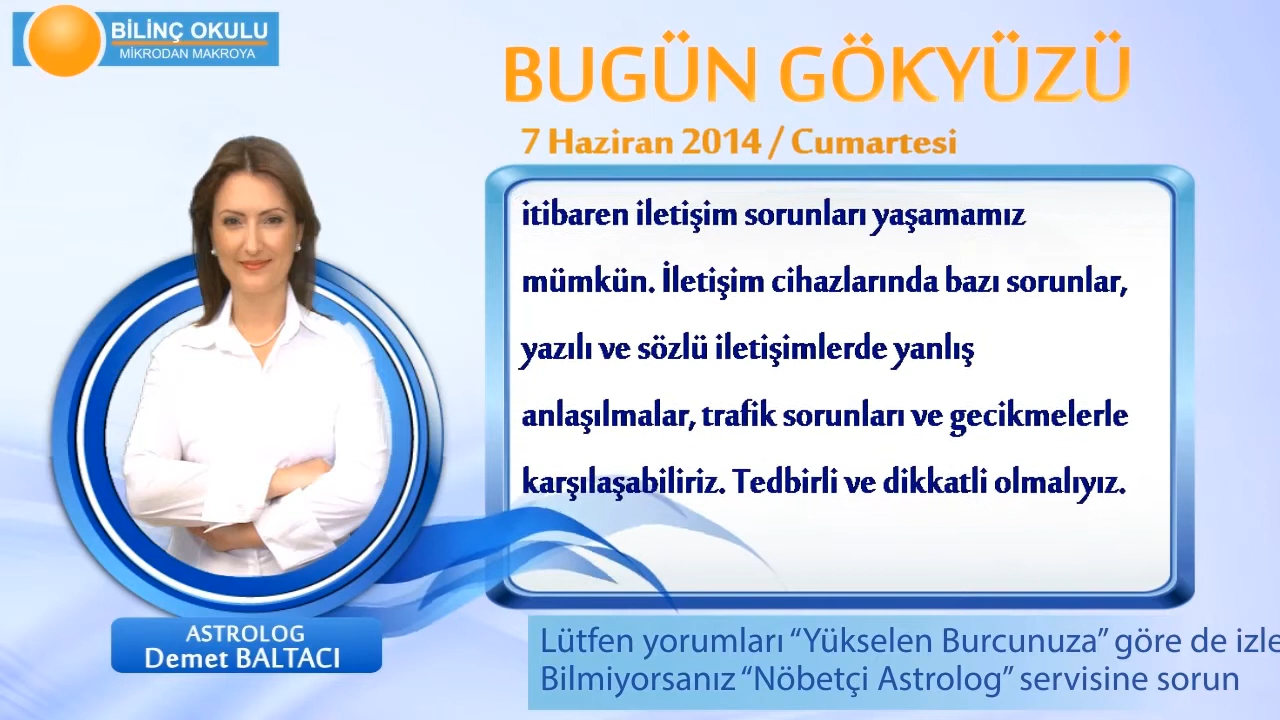 BİLİNÇ OKULU
MİKRODAN MAKROYA
BUGÜN GÖKYÜZÜ
7 Haziran 2014 / Cumartesi
itibaren iletişim sorunları yaşamamız
mümkün. İletişim cihazlarında bazı sorunlar,
yazılı ve sözlü iletişimlerde yanlış
anlaşılmalar, trafik sorunları ve gecikmelerle
karşılaşabiliriz. Tedbirli ve dikkatli olmalıyız.
ASTROLOG
Demet BALTACI
Lütfen yorumları “Yükselen Burcunuza” göre de izle
Bilmiyorsanız “Nöbetçi Astrolog” servisine sorun